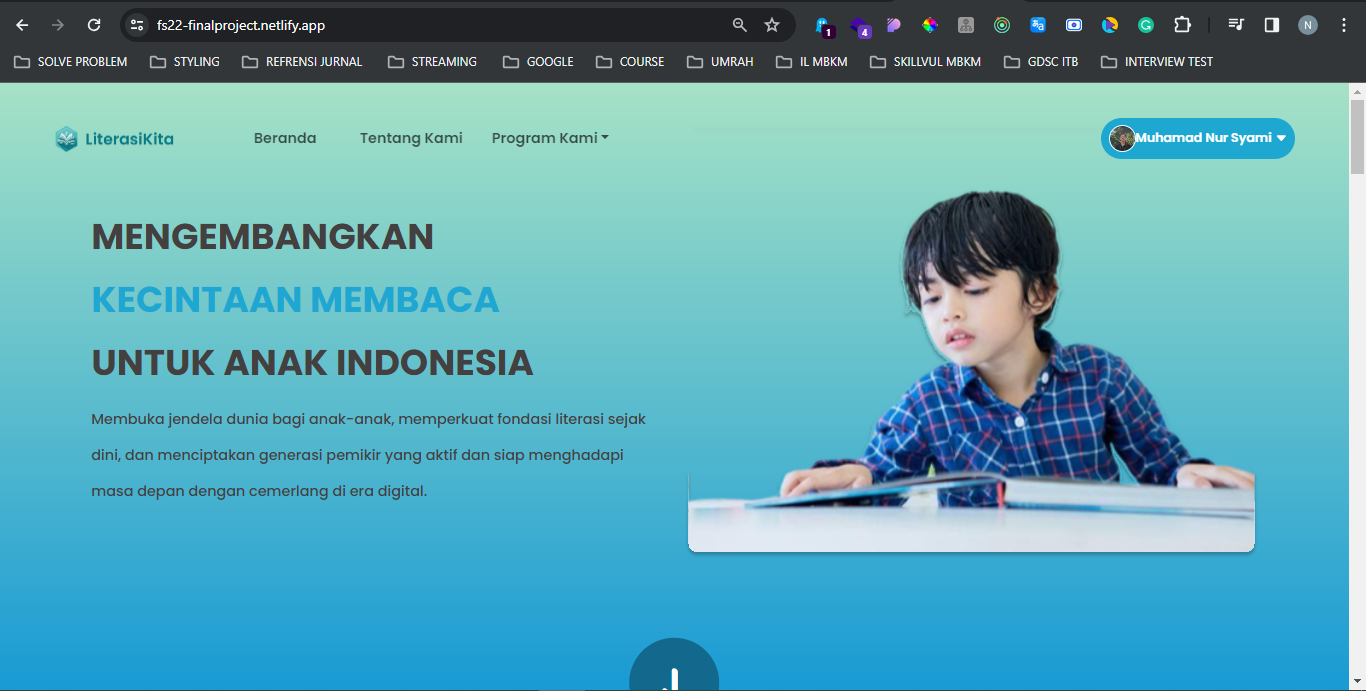 fs22-finalproject.netlify.app
1
4
G
N
SOLVE PROBLEM
STYLING
REFRENSI JURNAL
STREAMING
GOOGLE
COURSE
UMRAH
IL MBKM
SKILLVUL MBKM
GDSC ITB
INTERVIEW TEST
LiterasiKita
Beranda
Tentang Kami
Program Kami
Muhamad Nur Syami
MENGEMBANGKAN
KECINTAAN MEMBACA
UNTUK ANAK INDONESIA
Membuka jendela dunia bagi anak-anak, memperkuat fondasi literasi sejak
dini, dan menciptakan generasi pemikir yang aktif dan siap menghadapi
masa depan dengan cemerlang di era digital.